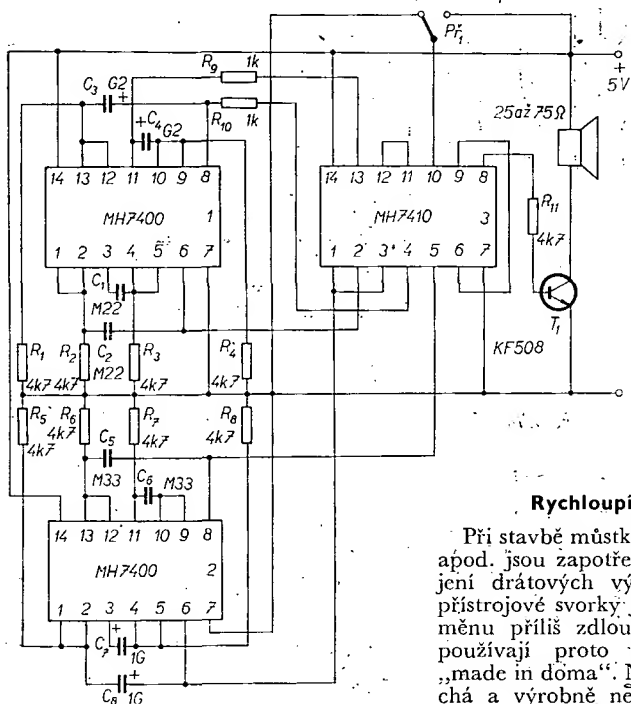 Př1
R9 1k
C3 G2 +
+ C4 G2
R10 1k
+
5V
25až 75Ω
14 13 12 11 10 9 8
MH7400 1
1 2 3 4 5 6 7
14 13 12 11 10 9 8
MH7410 3
1 2 3 4 5 6 7
R11
4k7
T1
KF508
C1
M22
C2
M22
R1 R2 R3 R4
4k7 4k7 4k7 4k7
R5 R6 R7 R8
4k7 4k7 4k7 4k7
C5
M33
C6 M33
14 13 12 11 10 9 8
MH7400 2
1 2 3 4 5 6 7
C7 + 1G
C8 + 1G
Rychloupí
Při stavbě můstk
apod. jsou zapotře
jení drátových vý
přístrojové svorky j
měnu příliš zdlou
používají proto
„made in doma“. N
chá a výrobně ne